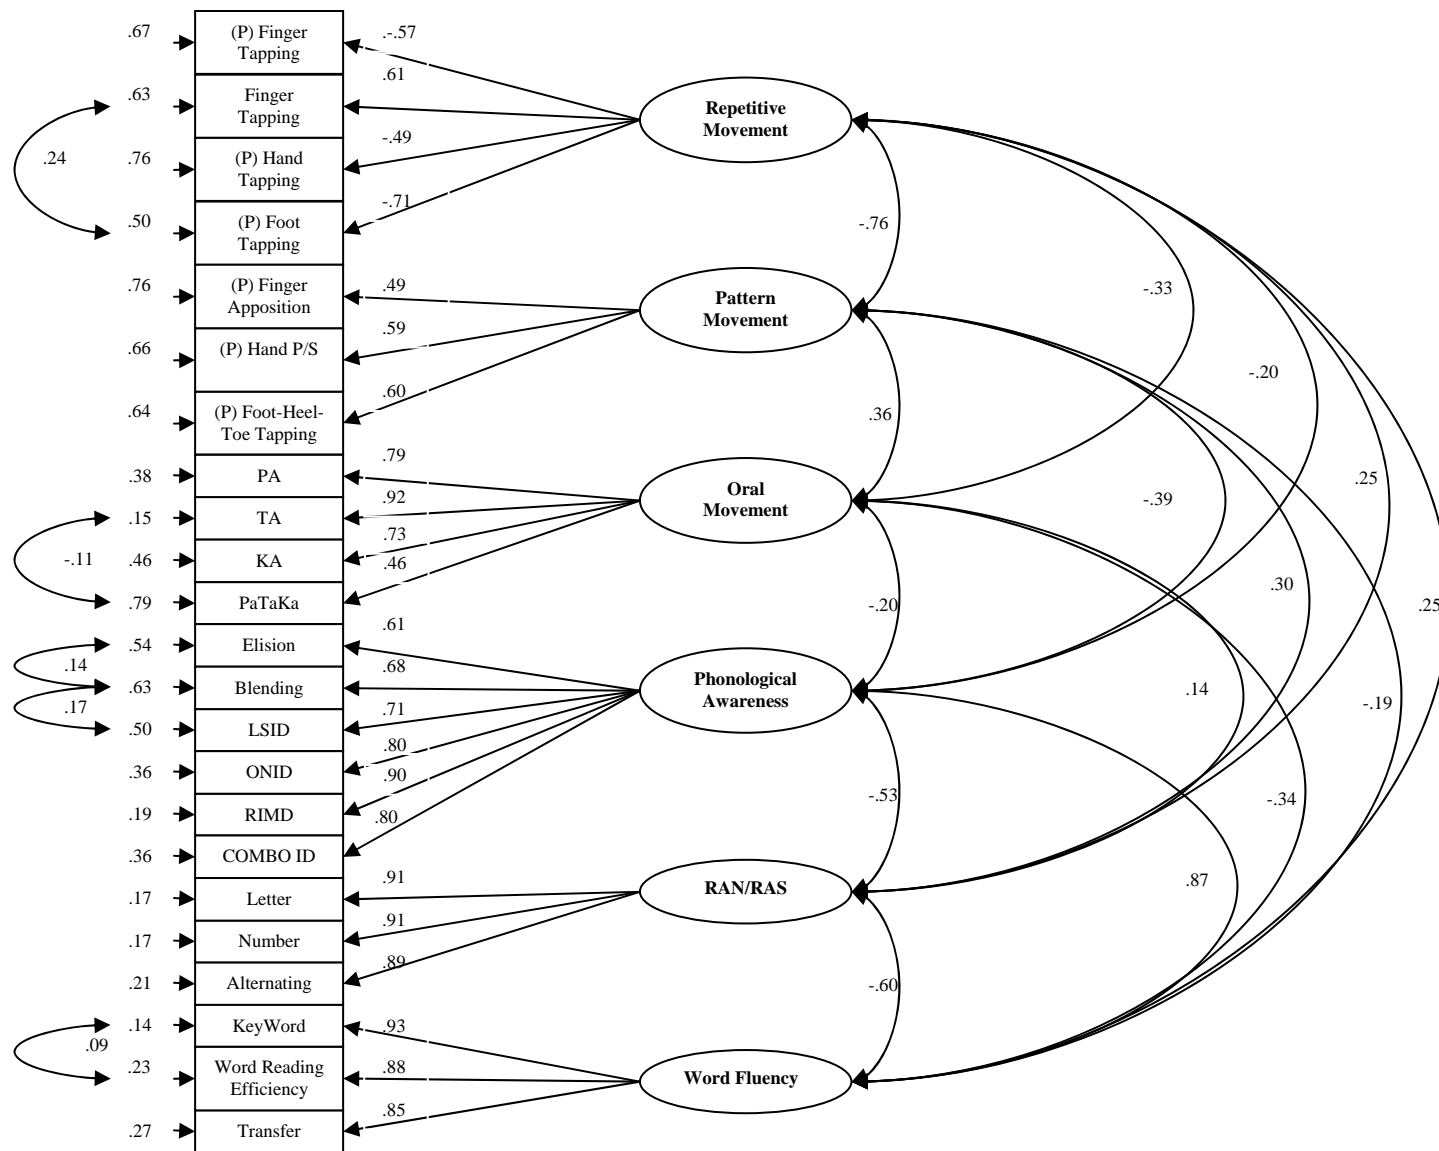 .67
(P) Finger
Tapping
.-.57
.63
Finger
Tapping
.61
.24
.76
(P) Hand
Tapping
-.49
.50
(P) Foot
Tapping
-.71
.76
(P) Finger
Apposition
.49
.66
(P) Hand P/S
.59
.64
(P) Foot-Heel-
Toe Tapping
.60
.38
PA
.79
.15
TA
.92
-.11
.46
KA
.73
.79
PaTaKa
.46
.54
Elision
.61
.14
.63
Blending
.68
.17
.50
LSID
.71
.36
ONID
.80
.19
RIMD
.90
.36
COMBO ID
.80
.17
Letter
.91
.17
Number
.91
.21
Alternating
.89
.14
KeyWord
.93
.09
.23
Word Reading
Efficiency
.88
.27
Transfer
.85
Repetitive
Movement
Pattern
Movement
Oral
Movement
Phonological
Awareness
RAN/RAS
Word Fluency
-.76
.36
-.20
-.53
-.60
-.33
-.20
-.39
.25
.30
.25
.14
-.19
-.34
.87